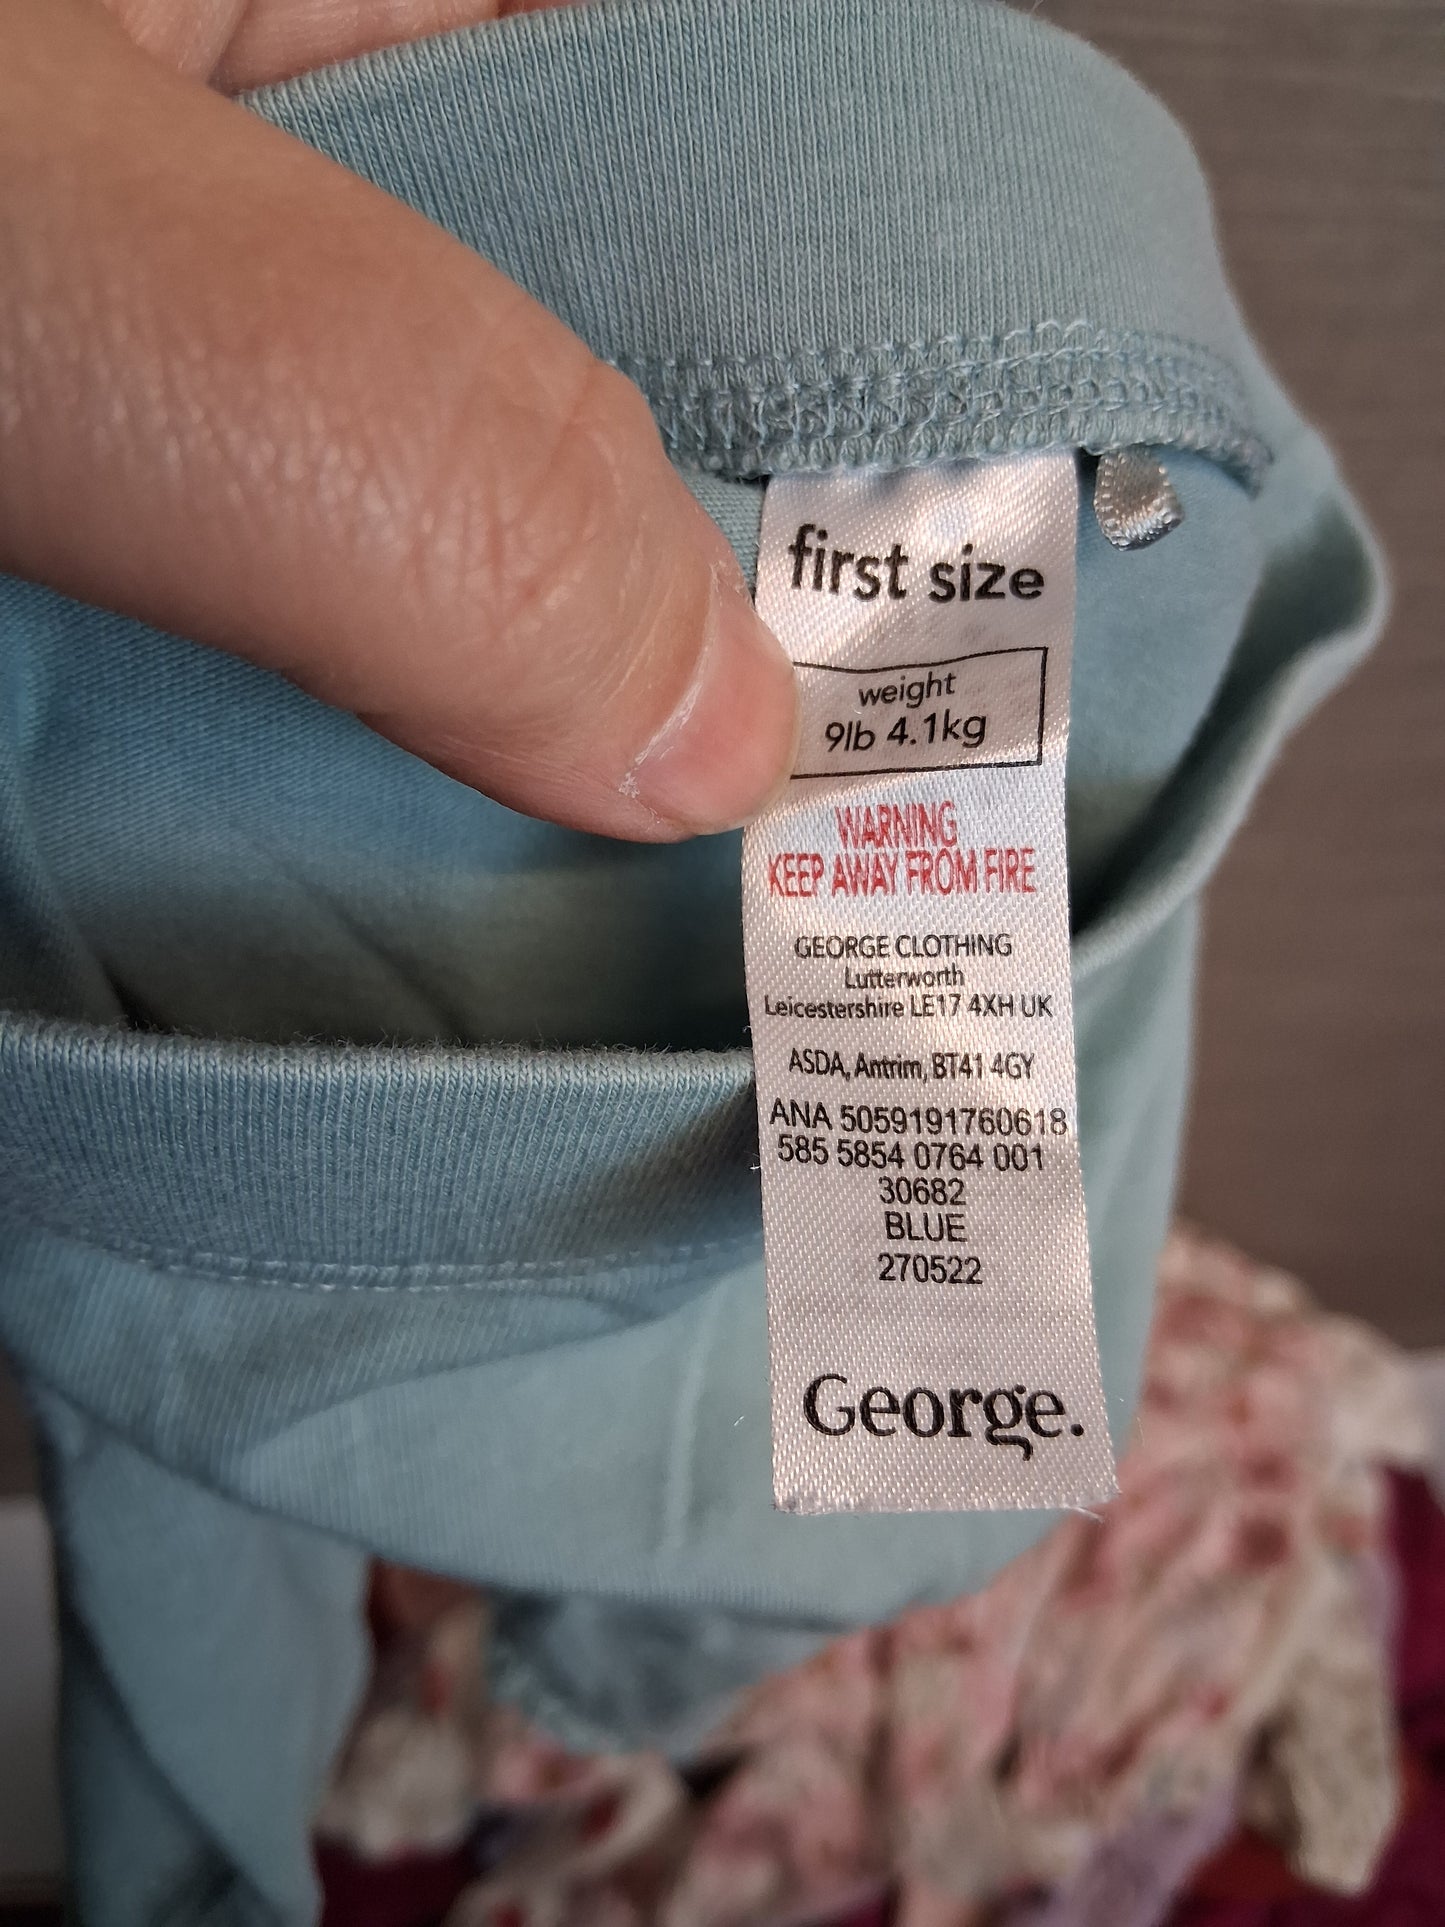 first size
weight
9lb 4.1kg
WARNING
KEEP AWAY FROM FIRE
GEORGE CLOTHING
Lutterworth
Leicestershire LE17 4XH UK
ASDA, Antrim, BT41 4GY
ANA 5059191760618
585 5854 0764 001
30682
BLUE
270522
George.